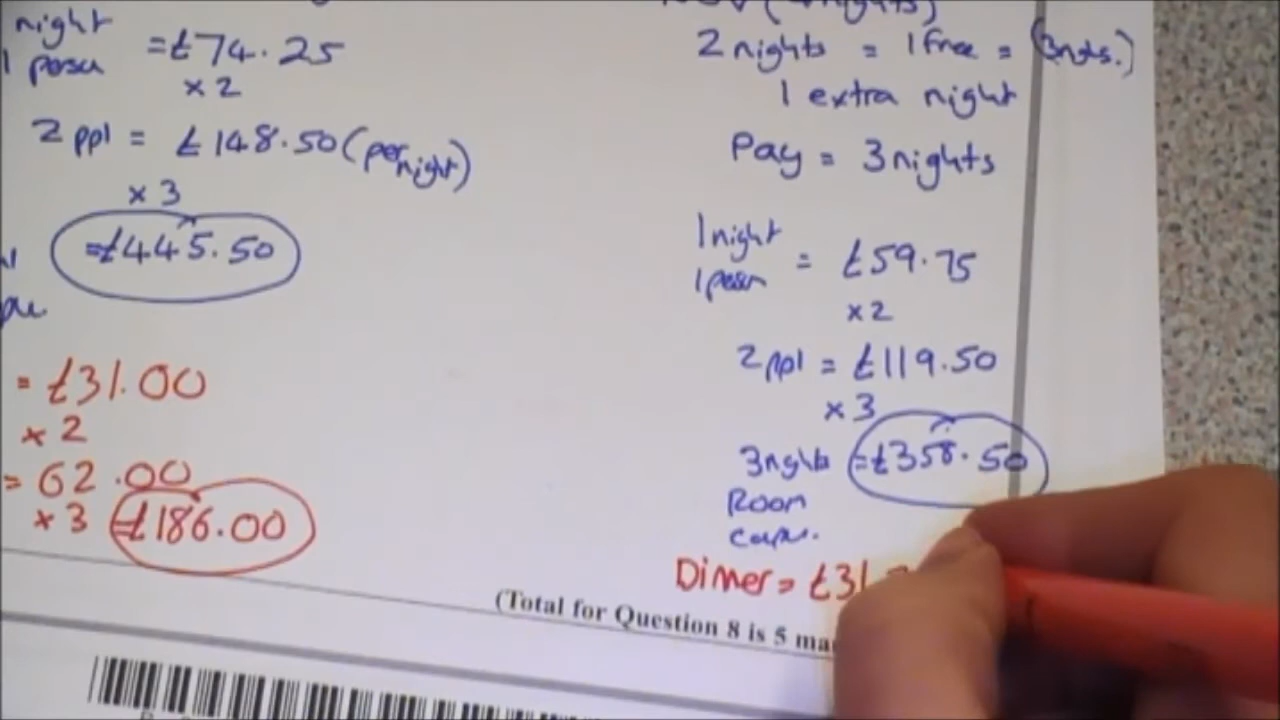 night
1 person = £74.25
x 2
2 ppl = £148.50 (per night)
x 3
= £445.50
= £31.00
x 2
= 62.00
x 3 = £186.00
2 nights = 1 free = (3nts.)
1 extra night
Pay = 3 nights
1 night
1 person = £59.75
x 2
2 ppl = £119.50
x 3
3 nghts = £358.50
Room
Dinner = £31
(Total for Question 8 is 5 ma